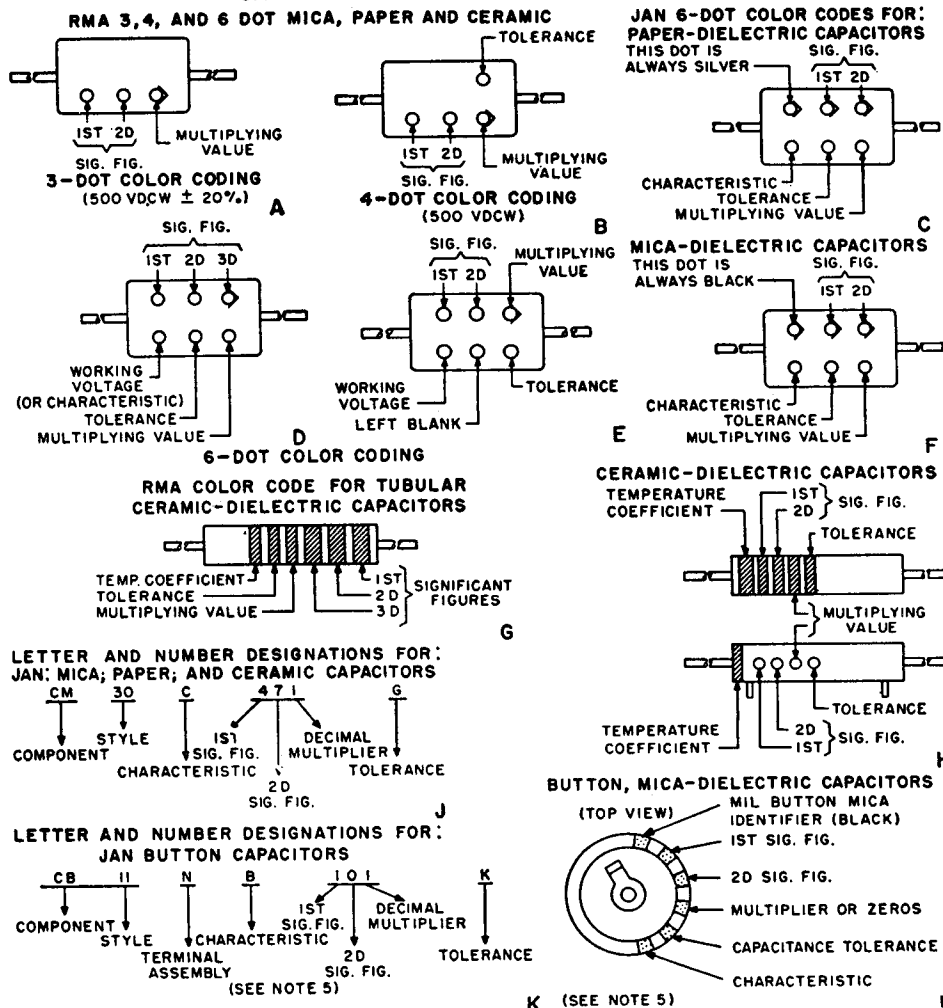 RMA 3,4, AND 6 DOT MICA, PAPER AND CERAMIC
1ST 2D
SIG. FIG.
MULTIPLYING
VALUE
3-DOT COLOR CODING
(500 VDCW ± 20%)
A
TOLERANCE
1ST 2D
SIG. FIG.
MULTIPLYING
VALUE
4-DOT COLOR CODING
(500 VDCW)
B
JAN 6-DOT COLOR CODES FOR:
PAPER-DIELECTRIC CAPACITORS
THIS DOT IS
ALWAYS SILVER
SIG. FIG.
1ST 2D
CHARACTERISTIC
TOLERANCE
MULTIPLYING VALUE
C
SIG. FIG.
1ST 2D 3D
WORKING
VOLTAGE
(OR CHARACTERISTIC)
TOLERANCE
MULTIPLYING VALUE
D
SIG. FIG.
1ST 2D
MULTIPLYING
VALUE
WORKING
VOLTAGE
LEFT BLANK
TOLERANCE
E
6-DOT COLOR CODING
MICA-DIELECTRIC CAPACITORS
THIS DOT IS
ALWAYS BLACK
SIG. FIG.
1ST 2D
CHARACTERISTIC
TOLERANCE
MULTIPLYING VALUE
F
RMA COLOR CODE FOR TUBULAR
CERAMIC-DIELECTRIC CAPACITORS
TEMP. COEFFICIENT
TOLERANCE
MULTIPLYING VALUE
1ST
2D
3D
SIGNIFICANT
FIGURES
G
CERAMIC-DIELECTRIC CAPACITORS
TEMPERATURE
COEFFICIENT
1ST
2D
SIG. FIG.
TOLERANCE
MULTIPLYING
VALUE
TOLERANCE
TEMPERATURE
COEFFICIENT
2D
1ST
SIG. FIG.
H
LETTER AND NUMBER DESIGNATIONS FOR:
JAN: MICA; PAPER; AND CERAMIC CAPACITORS
CM 30 C 471 G
COMPONENT
STYLE
CHARACTERISTIC
1ST
SIG. FIG.
2D
SIG. FIG.
DECIMAL
MULTIPLIER
TOLERANCE
J
LETTER AND NUMBER DESIGNATIONS FOR:
JAN BUTTON CAPACITORS
CB 11 N B 101 K
COMPONENT
STYLE
TERMINAL
ASSEMBLY
CHARACTERISTIC
1ST
SIG. FIG.
2D
SIG. FIG.
DECIMAL
MULTIPLIER
TOLERANCE
(SEE NOTE 5)
K
BUTTON, MICA-DIELECTRIC CAPACITORS
(TOP VIEW)
MIL BUTTON MICA
IDENTIFIER (BLACK)
1ST SIG. FIG.
2D SIG. FIG.
MULTIPLIER OR ZEROS
CAPACITANCE TOLERANCE
CHARACTERISTIC
(SEE NOTE 5)